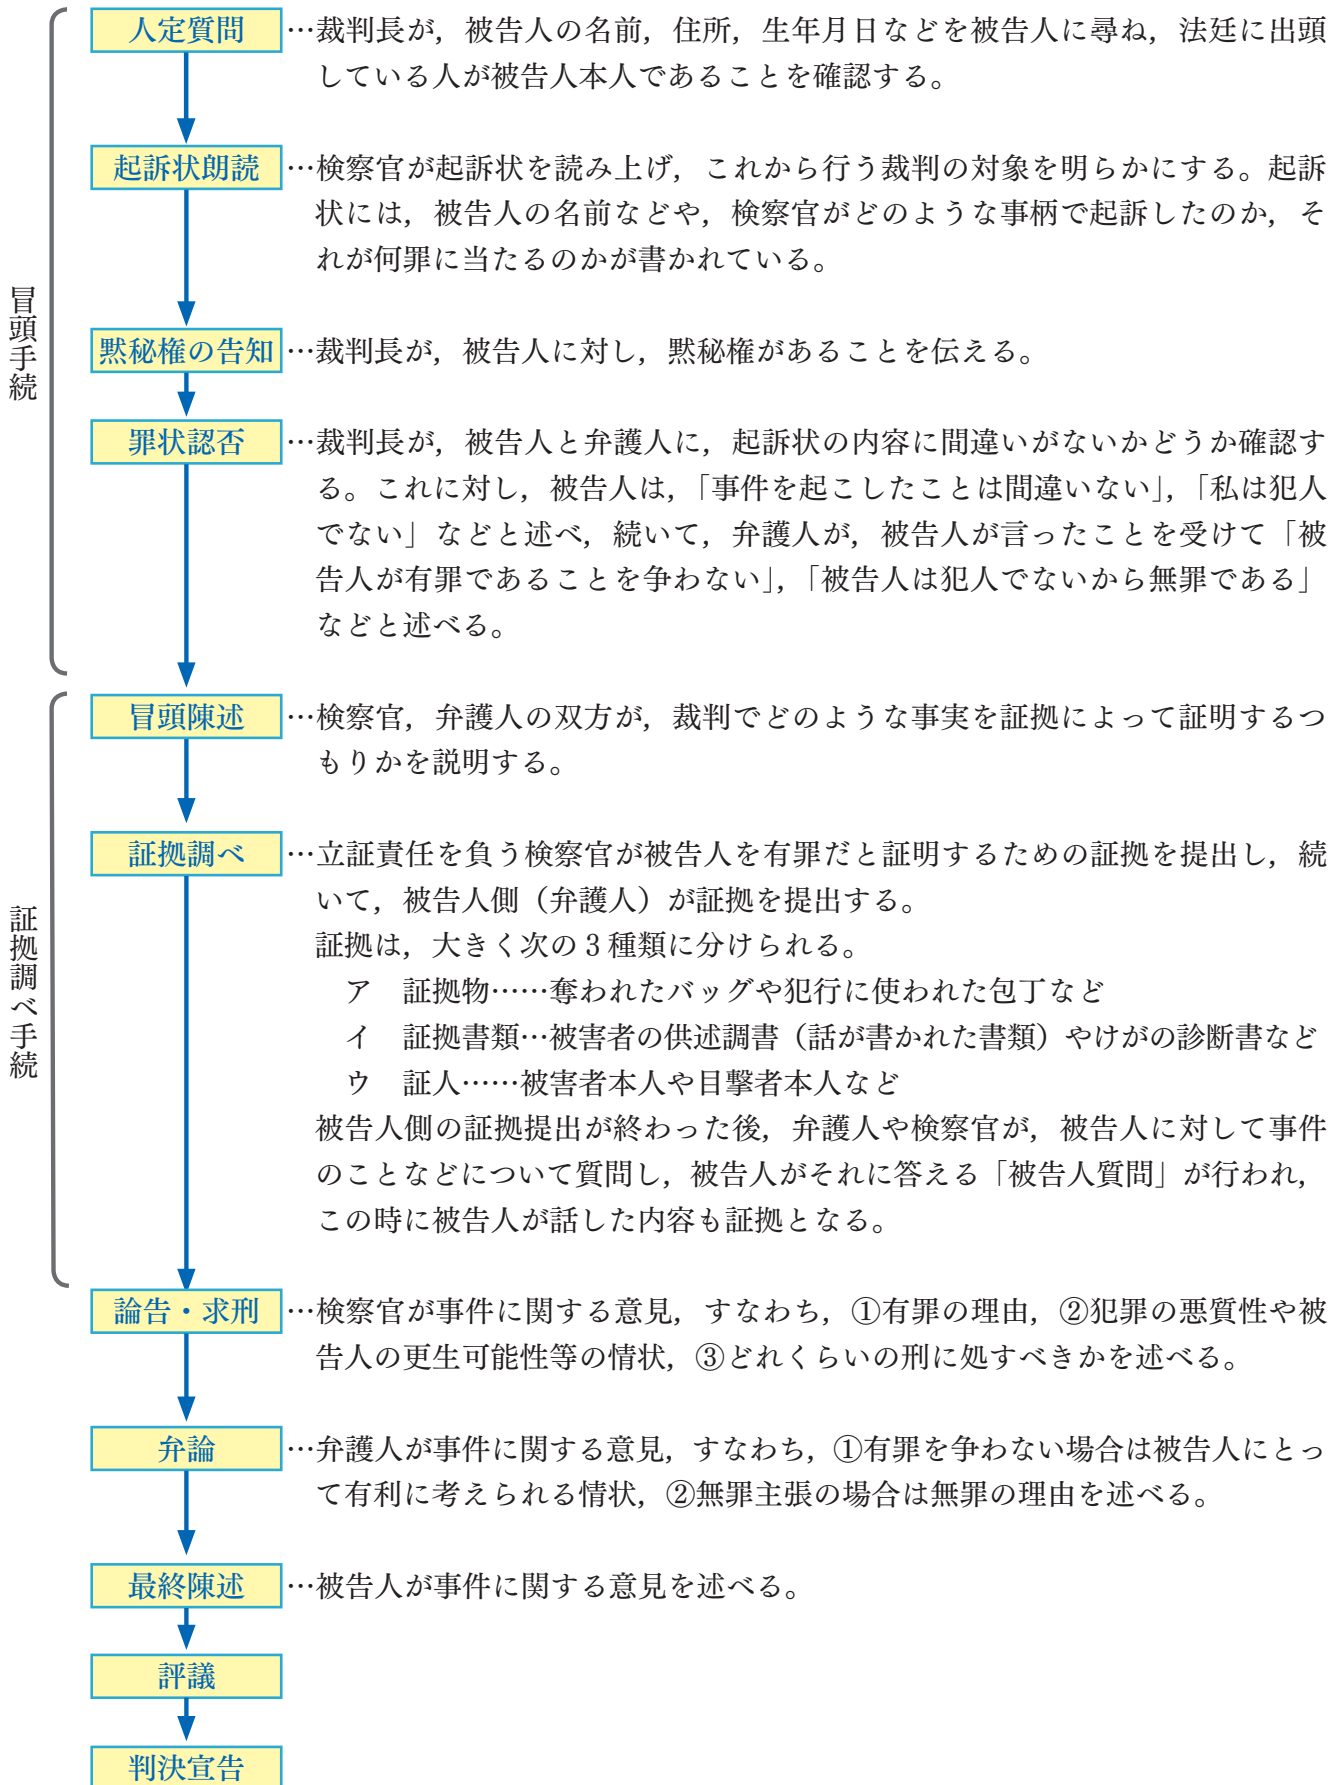 人定質問…裁判長が，被告人の名前，住所，生年月日などを被告人に尋ね，法廷に出頭
している人が被告人本人であることを確認する。
起訴状朗読…検察官が起訴状を読み上げ，これから行う裁判の対象を明らかにする。起訴
状には，被告人の名前などや，検察官がどのような事柄で起訴したのか，そ
れが何罪に当たるのかが書かれている。
冒頭手続
黙秘権の告知…裁判長が，被告人に対し，黙秘権があることを伝える。
罪状認否…裁判長が，被告人と弁護人に，起訴状の内容に間違いがないかどうか確認す
る。これに対し，被告人は，「事件を起こしたことは間違いない」，「私は犯人
でない」などと述べ，続いて，弁護人が，被告人が言ったことを受けて「被
告人が有罪であることを争わない」，「被告人は犯人でないから無罪である」
などと述べる。
冒頭陳述…検察官，弁護人の双方が，裁判でどのような事実を証拠によって証明するつ
もりかを説明する。
証拠調べ手続
証拠調べ…立証責任を負う検察官が被告人を有罪だと証明するための証拠を提出し，続
いて，被告人側（弁護人）が証拠を提出する。
証拠は，大きく次の3種類に分けられる。
ア　証拠物……奪われたバッグや犯行に使われた包丁など
イ　証拠書類…被害者の供述調書（話が書かれた書類）やけがの診断書など
ウ　証人……被害者本人や目撃者本人など
被告人側の証拠提出が終わった後，弁護人や検察官が，被告人に対して事件
のことなどについて質問し，被告人がそれに答える「被告人質問」が行われ，
この時に被告人が話した内容も証拠となる。
論告・求刑…検察官が事件に関する意見，すなわち，①有罪の理由，②犯罪の悪質性や被
告人の更生可能性等の情状，③どれくらいの刑に処すべきかを述べる。
弁論…弁護人が事件に関する意見，すなわち，①有罪を争わない場合は被告人にとっ
て有利に考えられる情状，②無罪主張の場合は無罪の理由を述べる。
最終陳述…被告人が事件に関する意見を述べる。
評議
判決宣告